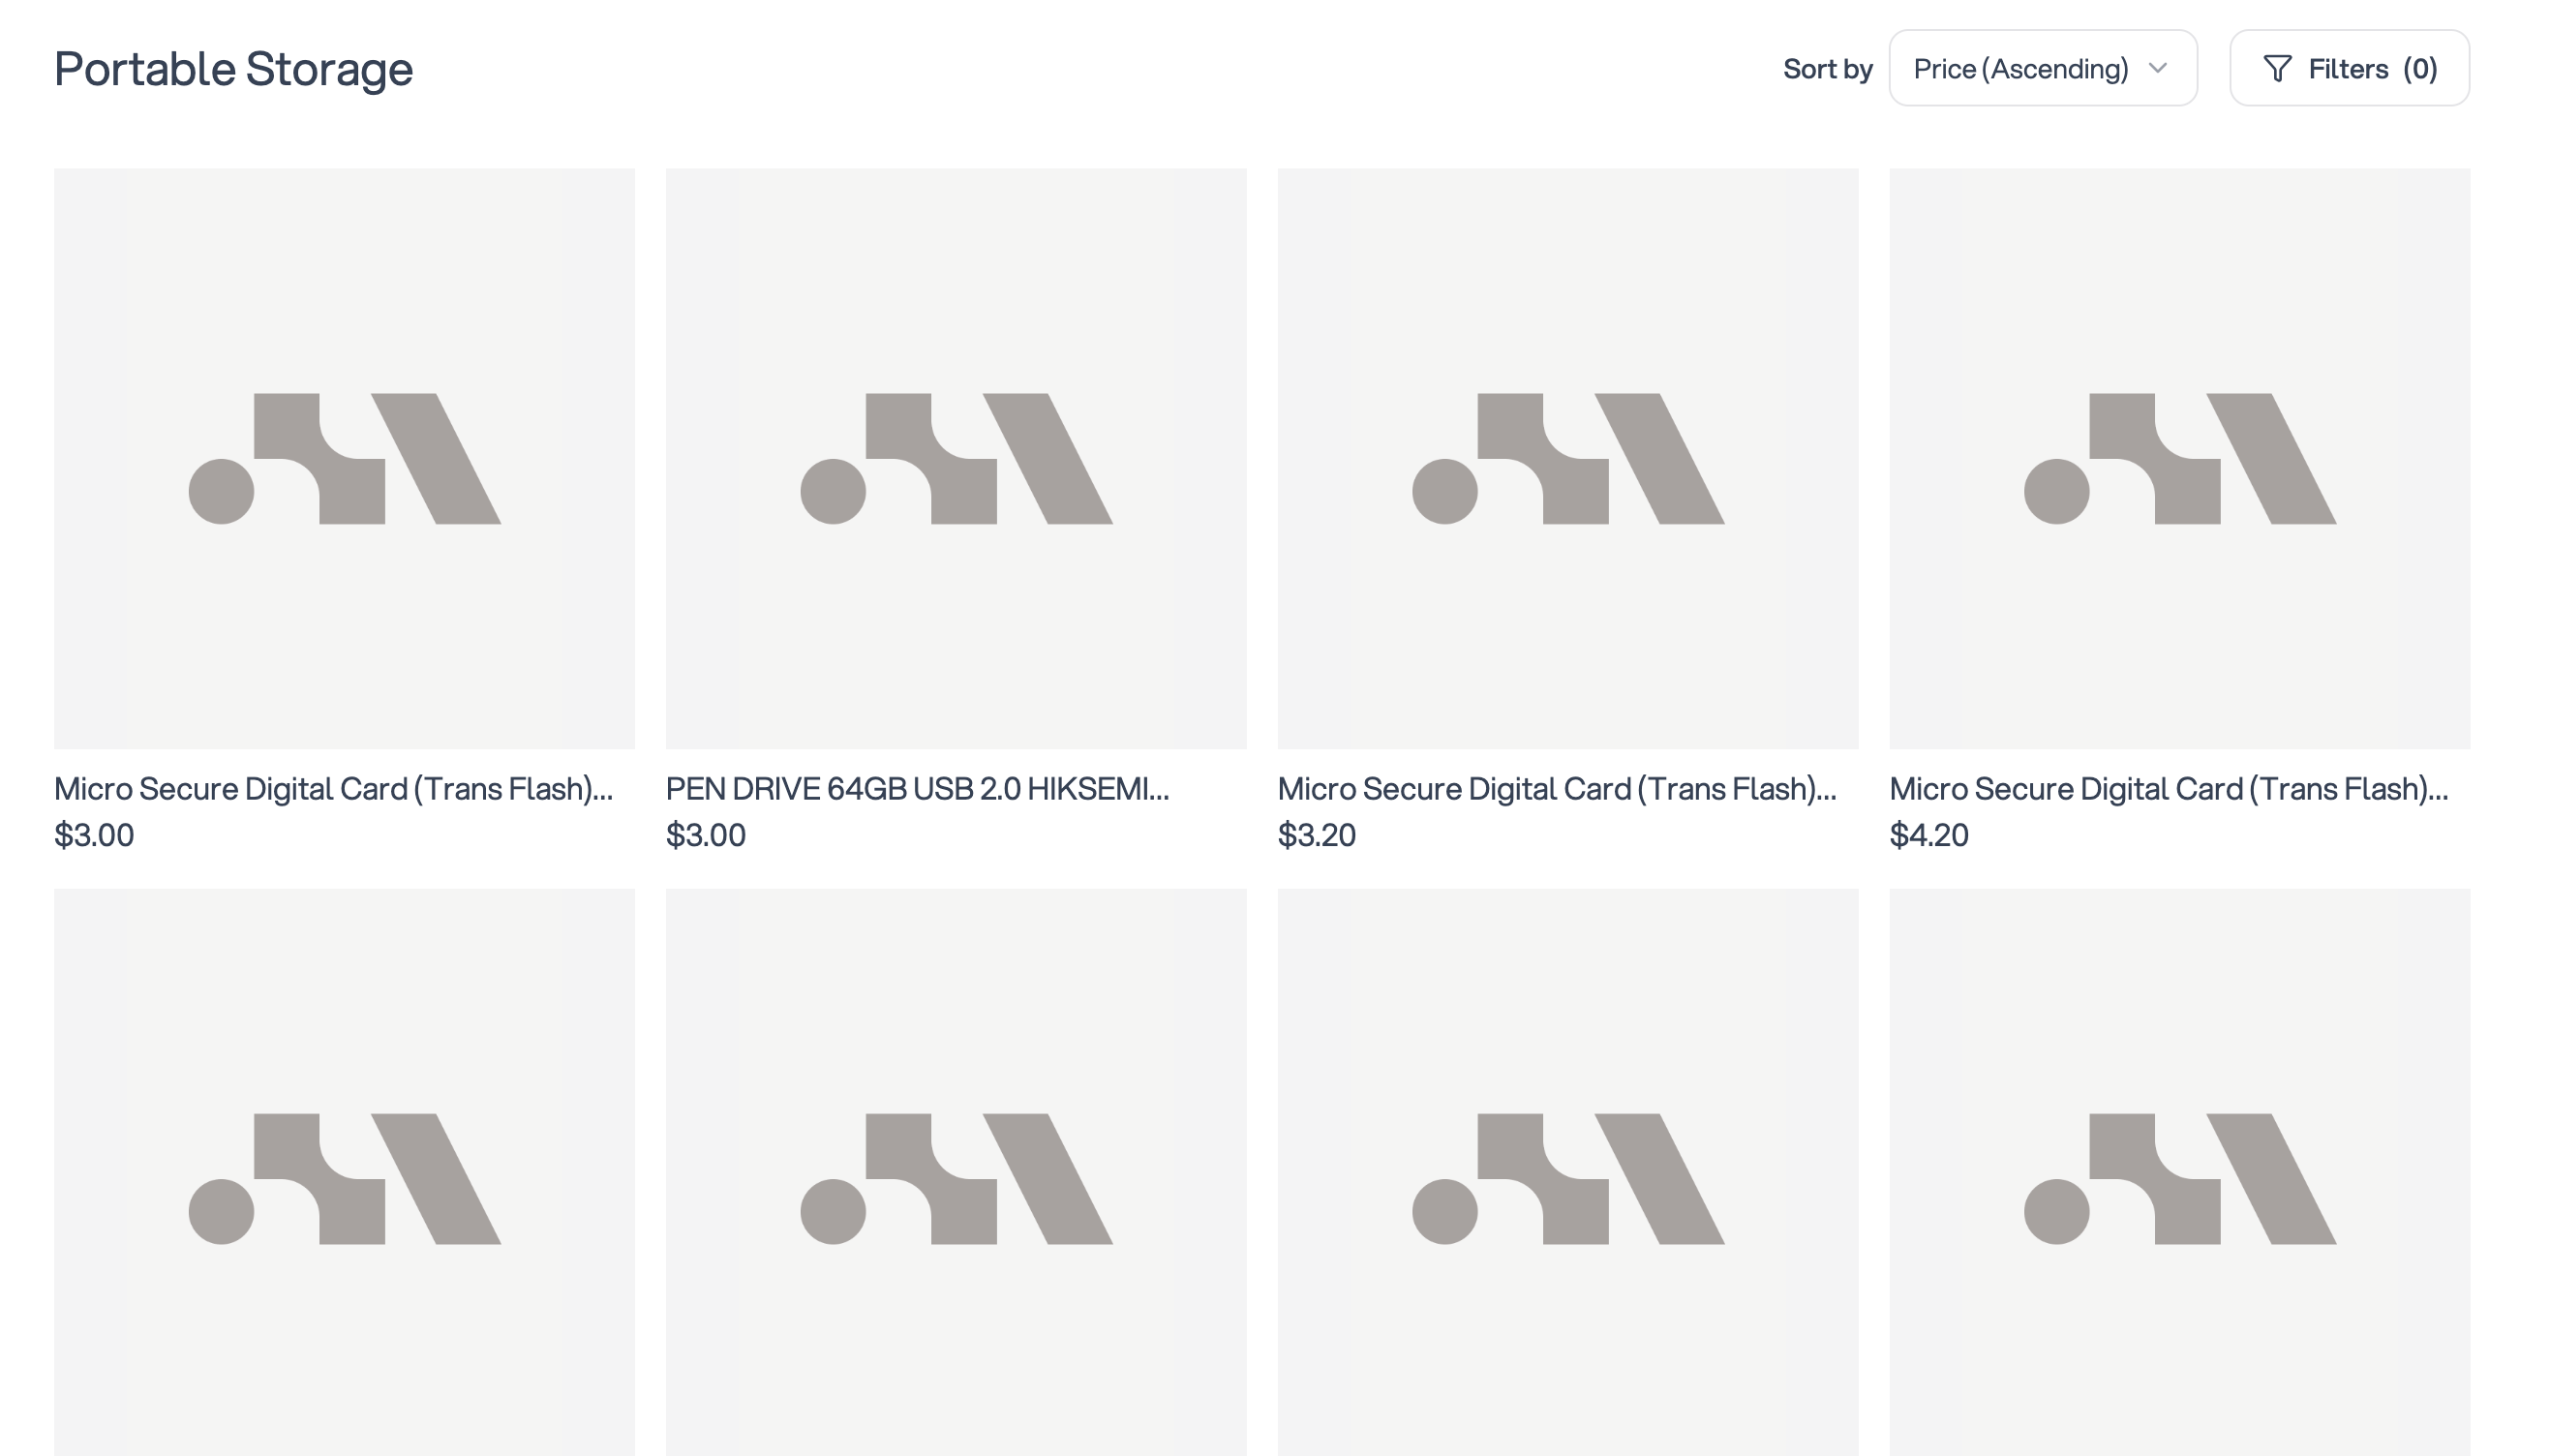 Portable Storage
Sort by Price (Ascending) Filters (0)
Micro Secure Digital Card (Trans Flash)...
$3.00
PEN DRIVE 64GB USB 2.0 HIKSEMI...
$3.00
Micro Secure Digital Card (Trans Flash)...
$3.20
Micro Secure Digital Card (Trans Flash)...
$4.20